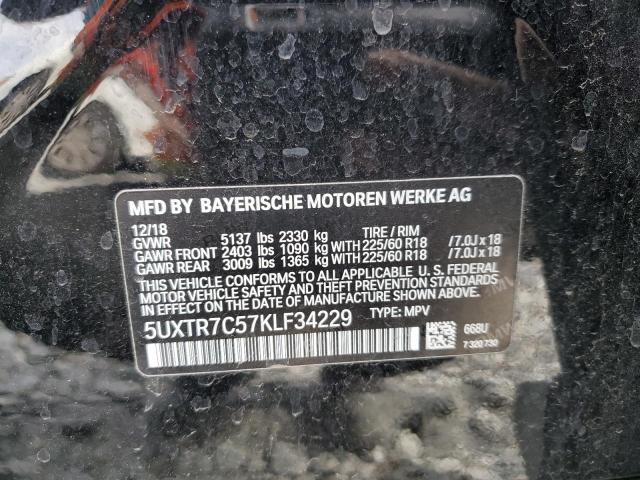 MFD BY BAYERISCHE MOTOREN WERKE AG
12/18 TIRE / RIM
GVWR 5137 lbs 2330 kg
GAWR FRONT 2403 lbs 1090 kg WITH 225/60 R18 / 7.0J x 18
GAWR REAR 3009 lbs 1365 kg WITH 225/60 R18 / 7.0J x 18
THIS VEHICLE CONFORMS TO ALL APPLICABLE U. S. FEDERAL
MOTOR VEHICLE SAFETY AND THEFT PREVENTION STANDARDS
IN EFFECT ON THE DATE OF MANUFACTURE SHOWN ABOVE.
5UXTR7C57KLF34229 TYPE: MPV
668U
7 320 730